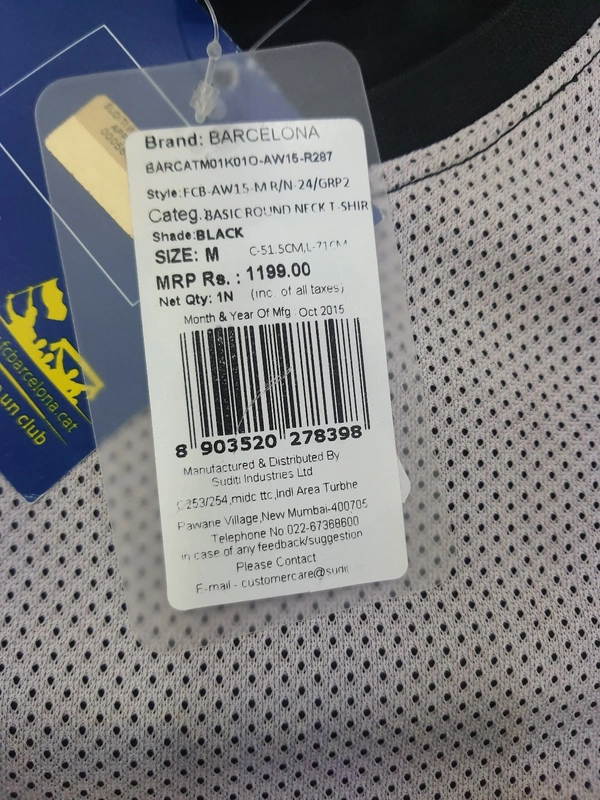 Brand: BARCELONA
BARCATM01K01O-AW15-R287
Style:FCB-AW15-M R/N-24/GRP2
Categ.BASIC ROUND NECK T-SHIR
Shade:BLACK
SIZE: M C-51.5CM,L-71CM
MRP Rs. : 1199.00
Net Qty: 1N (inc. of all taxes)
Month & Year Of Mfg Oct 2015
8 903520 278398
Manufactured & Distributed By
Suditi Industries Ltd
C253/254,midc ttc,Indl Area Turbhe
Pawane Village,New Mumbai-400705
Telephone No 022-67368600
in case of any feedback/suggestion
Please Contact
E-mail - customercare@suditi
fcbarcelona.cat
un club